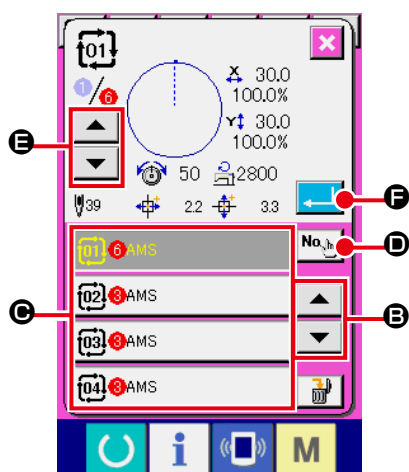 01
1/6
X 30.0
100.0%
Y 30.0
100.0%
E
50 2800
F
39 2.2 3.3
01 6 AMS
No.
D
02 3 AMS
C
B
03 3 AMS
04 3 AMS
i M